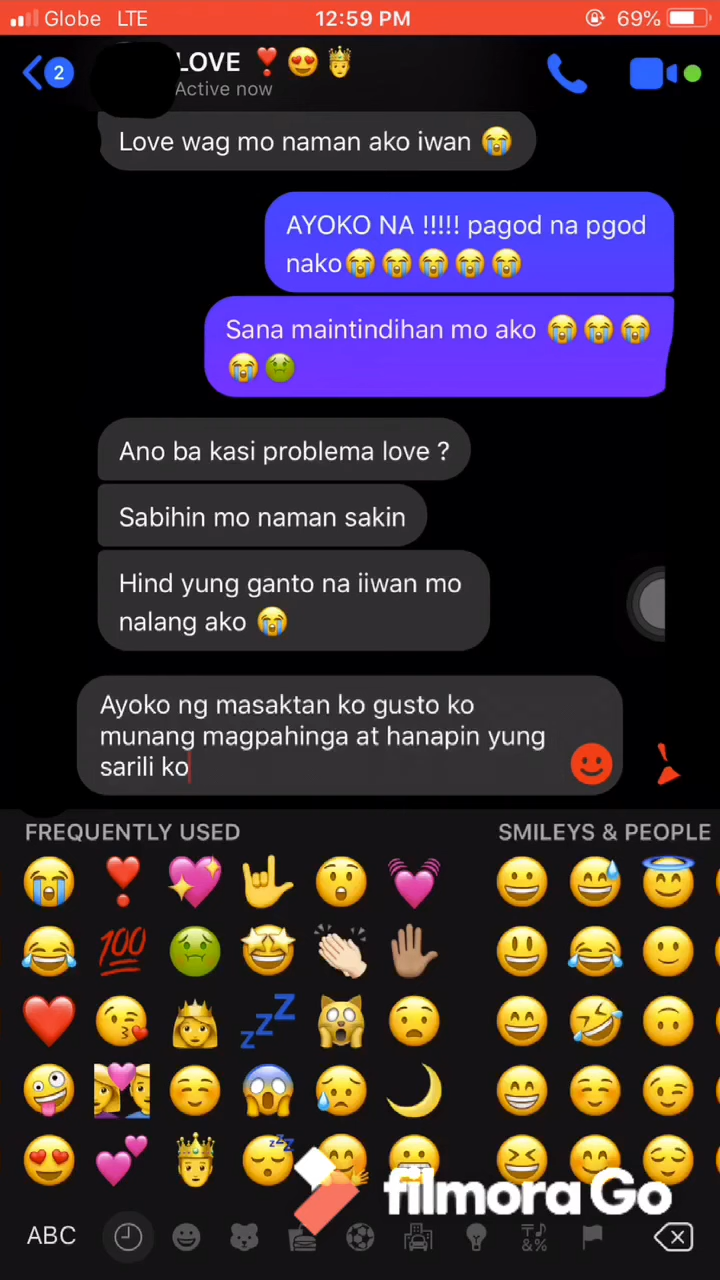 Globe LTE 12:59 PM 69%
2
LOVE ❣️😍🤴
Active now
Love wag mo naman ako iwan 😭
AYOKO NA !!!!! pagod na pgod
nako😭😭😭😭😭
Sana maintindihan mo ako 😭😭😭
😭🤢
Ano ba kasi problema love ?
Sabihin mo naman sakin
Hind yung ganto na iiwan mo
nalang ako 😭
Ayoko ng masaktan ko gusto ko
munang magpahinga at hanapin yung
sarili ko
FREQUENTLY USED SMILEYS & PEOPLE
filmora Go
ABC